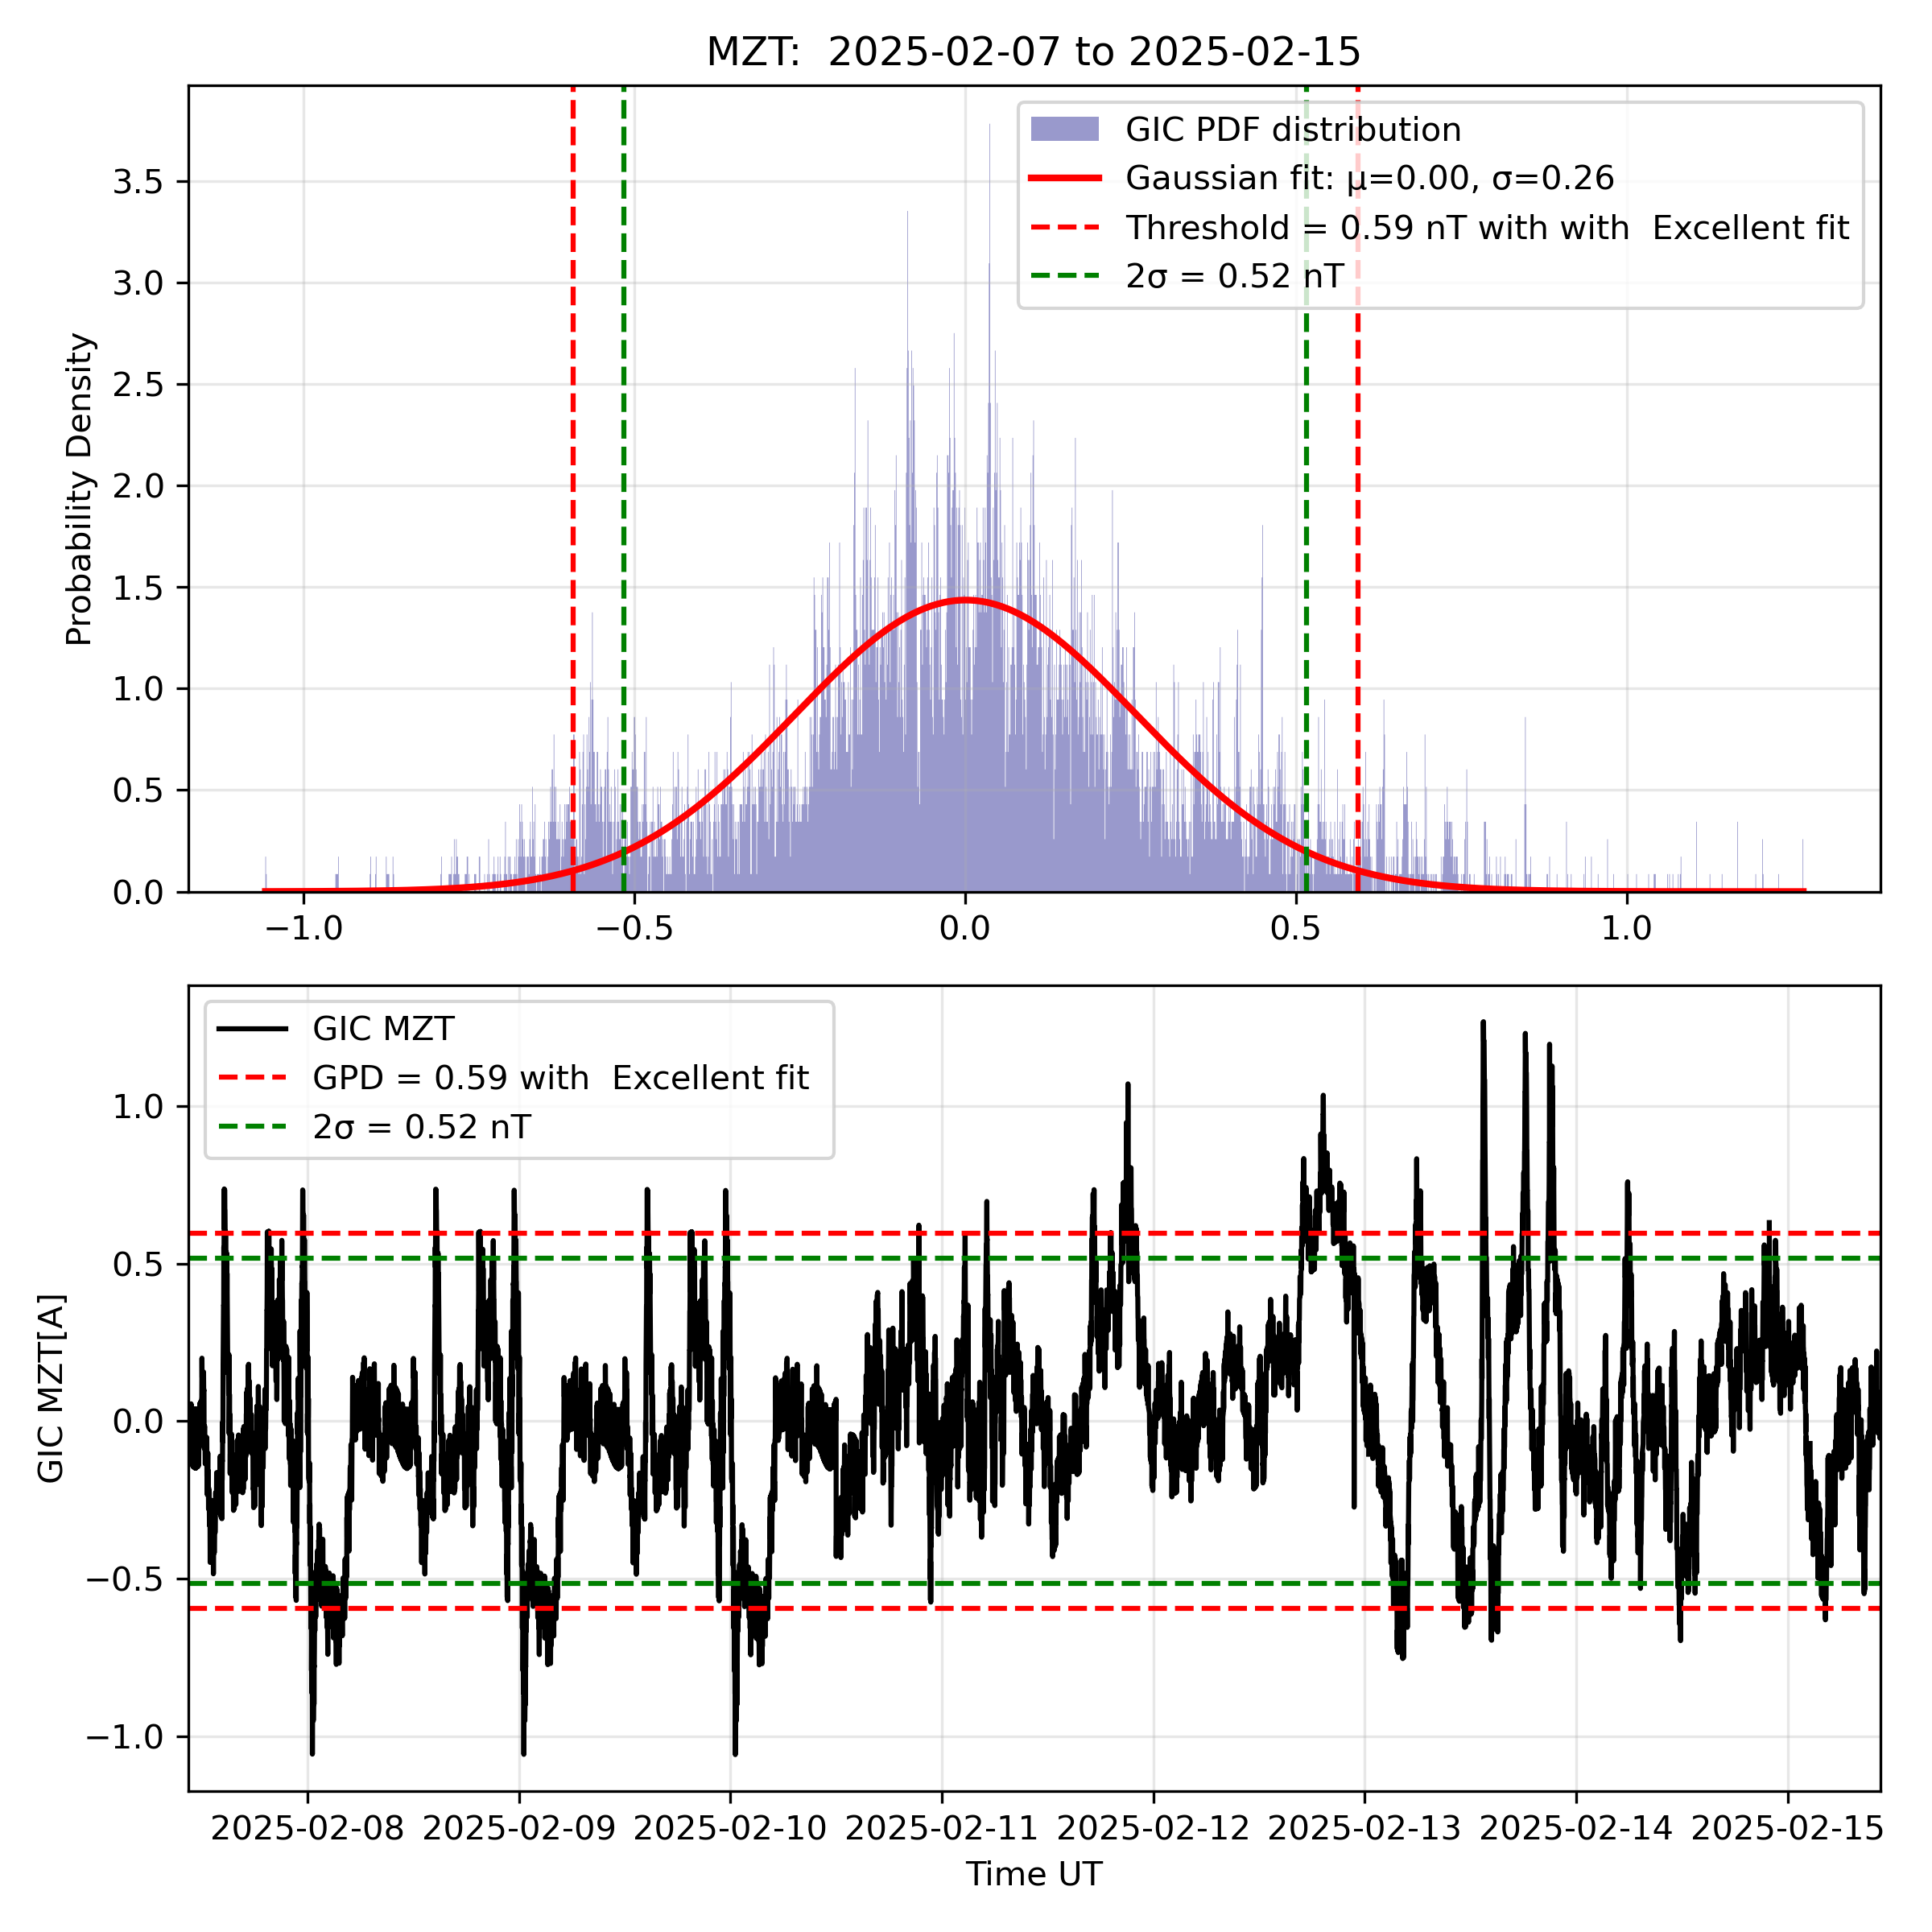 MZT:  2025-02-07 to 2025-02-15
GIC PDF distribution
Gaussian fit: μ=0.00, σ=0.26
Threshold = 0.59 nT with with  Excellent fit
2σ = 0.52 nT
Probability Density
3.5
3.0
2.5
2.0
1.5
1.0
0.5
0.0
−1.0 −0.5 0.0 0.5 1.0
GIC MZT
GPD = 0.59 with  Excellent fit
2σ = 0.52 nT
GIC MZT[A]
1.0
0.5
0.0
−0.5
−1.0
2025-02-08 2025-02-09 2025-02-10 2025-02-11 2025-02-12 2025-02-13 2025-02-14 2025-02-15
Time UT